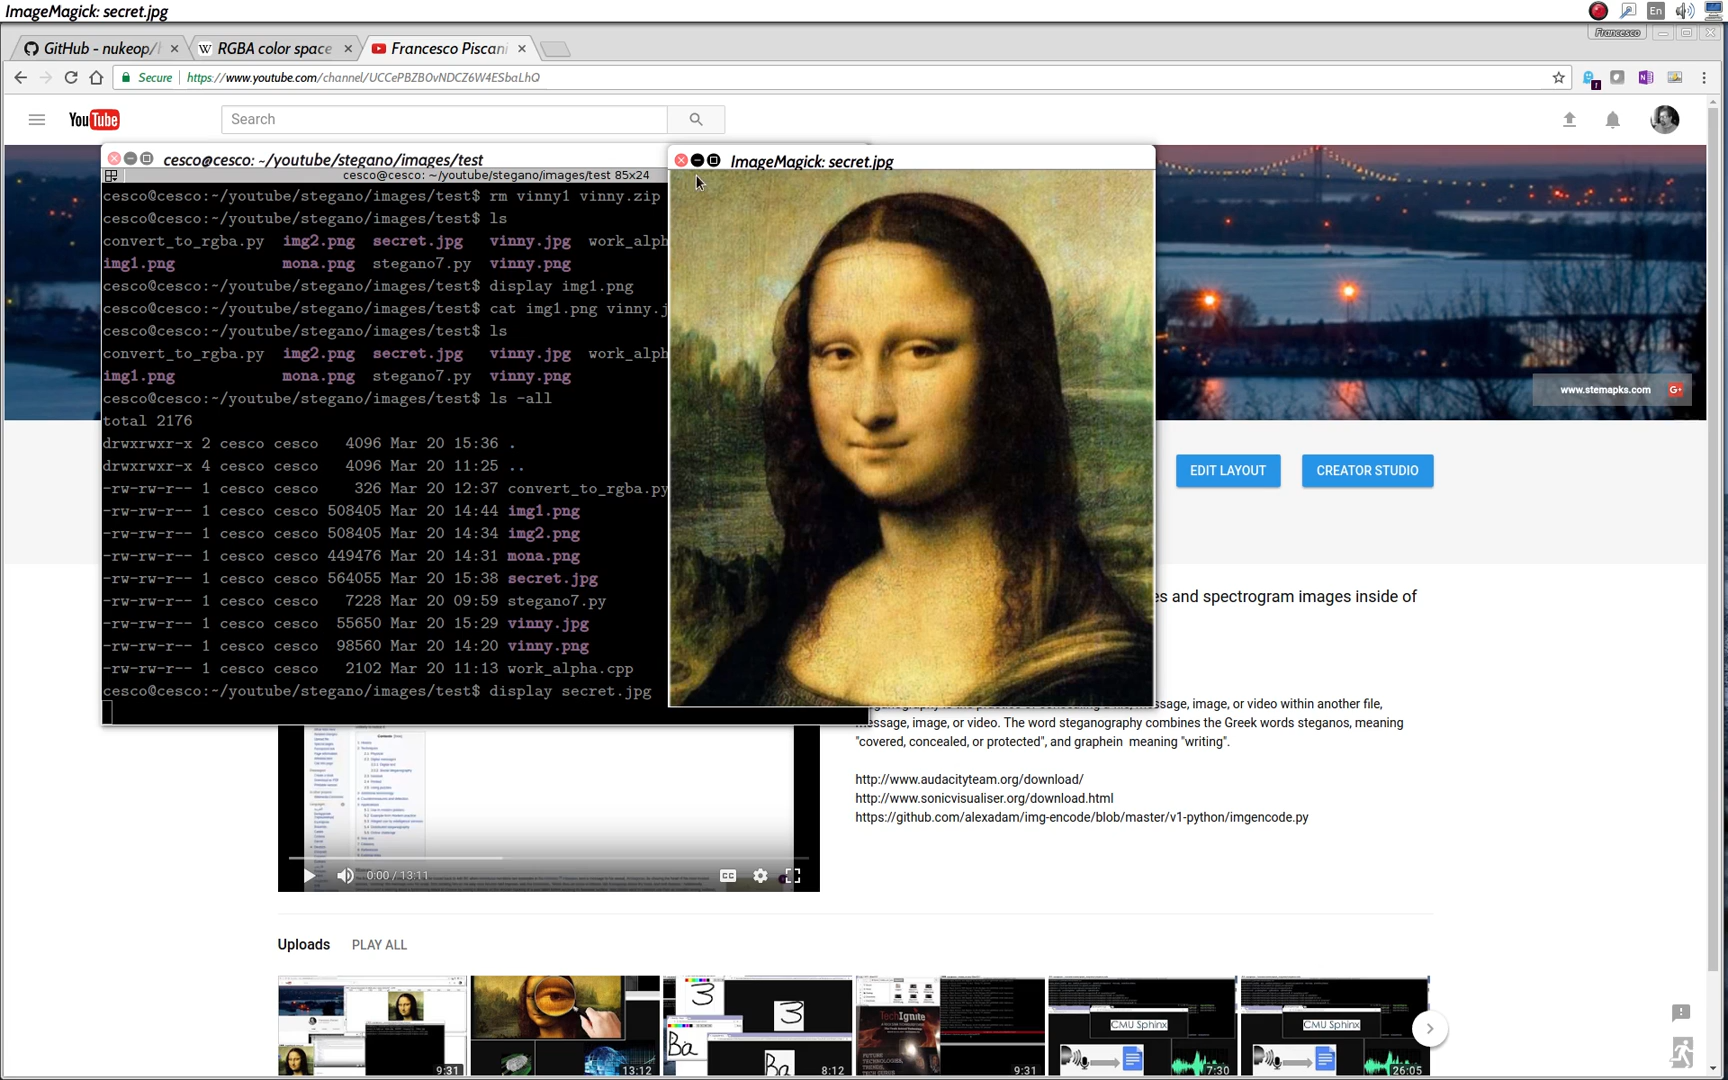 ImageMagick: secret.jpg
En
Francesco
GitHub - nukeop/
RGBA color space
Francesco Piscani
Secure
https://www.youtube.com/channel/UCCePBZBOvNDCZ6W4ESbaLhQ
YouTube
Search
cesco@cesco: ~/youtube/stegano/images/test
cesco@cesco: ~/youtube/stegano/images/test 85x24
cesco@cesco:~/youtube/stegano/images/test$ rm vinny1 vinny.zip
cesco@cesco:~/youtube/stegano/images/test$ ls
convert_to_rgba.py img2.png secret.jpg vinny.jpg work_alph
img1.png mona.png stegano7.py vinny.png
cesco@cesco:~/youtube/stegano/images/test$ display img1.png
cesco@cesco:~/youtube/stegano/images/test$ cat img1.png vinny.j
cesco@cesco:~/youtube/stegano/images/test$ ls
convert_to_rgba.py img2.png secret.jpg vinny.jpg work_alph
img1.png mona.png stegano7.py vinny.png
cesco@cesco:~/youtube/stegano/images/test$ ls -all
total 2176
drwxrwxr-x 2 cesco cesco 4096 Mar 20 15:36 .
drwxrwxr-x 4 cesco cesco 4096 Mar 20 11:25 ..
-rw-rw-r-- 1 cesco cesco 326 Mar 20 12:37 convert_to_rgba.py
-rw-rw-r-- 1 cesco cesco 508405 Mar 20 14:44 img1.png
-rw-rw-r-- 1 cesco cesco 508405 Mar 20 14:34 img2.png
-rw-rw-r-- 1 cesco cesco 449476 Mar 20 14:31 mona.png
-rw-rw-r-- 1 cesco cesco 564055 Mar 20 15:38 secret.jpg
-rw-rw-r-- 1 cesco cesco 7228 Mar 20 09:59 stegano7.py
-rw-rw-r-- 1 cesco cesco 55650 Mar 20 15:29 vinny.jpg
-rw-rw-r-- 1 cesco cesco 98560 Mar 20 14:20 vinny.png
-rw-rw-r-- 1 cesco cesco 2102 Mar 20 11:13 work_alpha.cpp
cesco@cesco:~/youtube/stegano/images/test$ display secret.jpg
ImageMagick: secret.jpg
www.stemapks.com G+
EDIT LAYOUT
CREATOR STUDIO
es and spectrogram images inside of
message, image, or video within another file,
message, image, or video. The word steganography combines the Greek words steganos, meaning
"covered, concealed, or protected", and graphein meaning "writing".
http://www.audacityteam.org/download/
http://www.sonicvisualiser.org/download.html
https://github.com/alexadam/img-encode/blob/master/v1-python/imgencode.py
0:00 / 13:11
CC
Uploads
PLAY ALL
9:31
13:12
3
3
Ba
Ba
8:12
TechIgnite
9:31
CMU Sphinx
7:30
CMU Sphinx
26:05